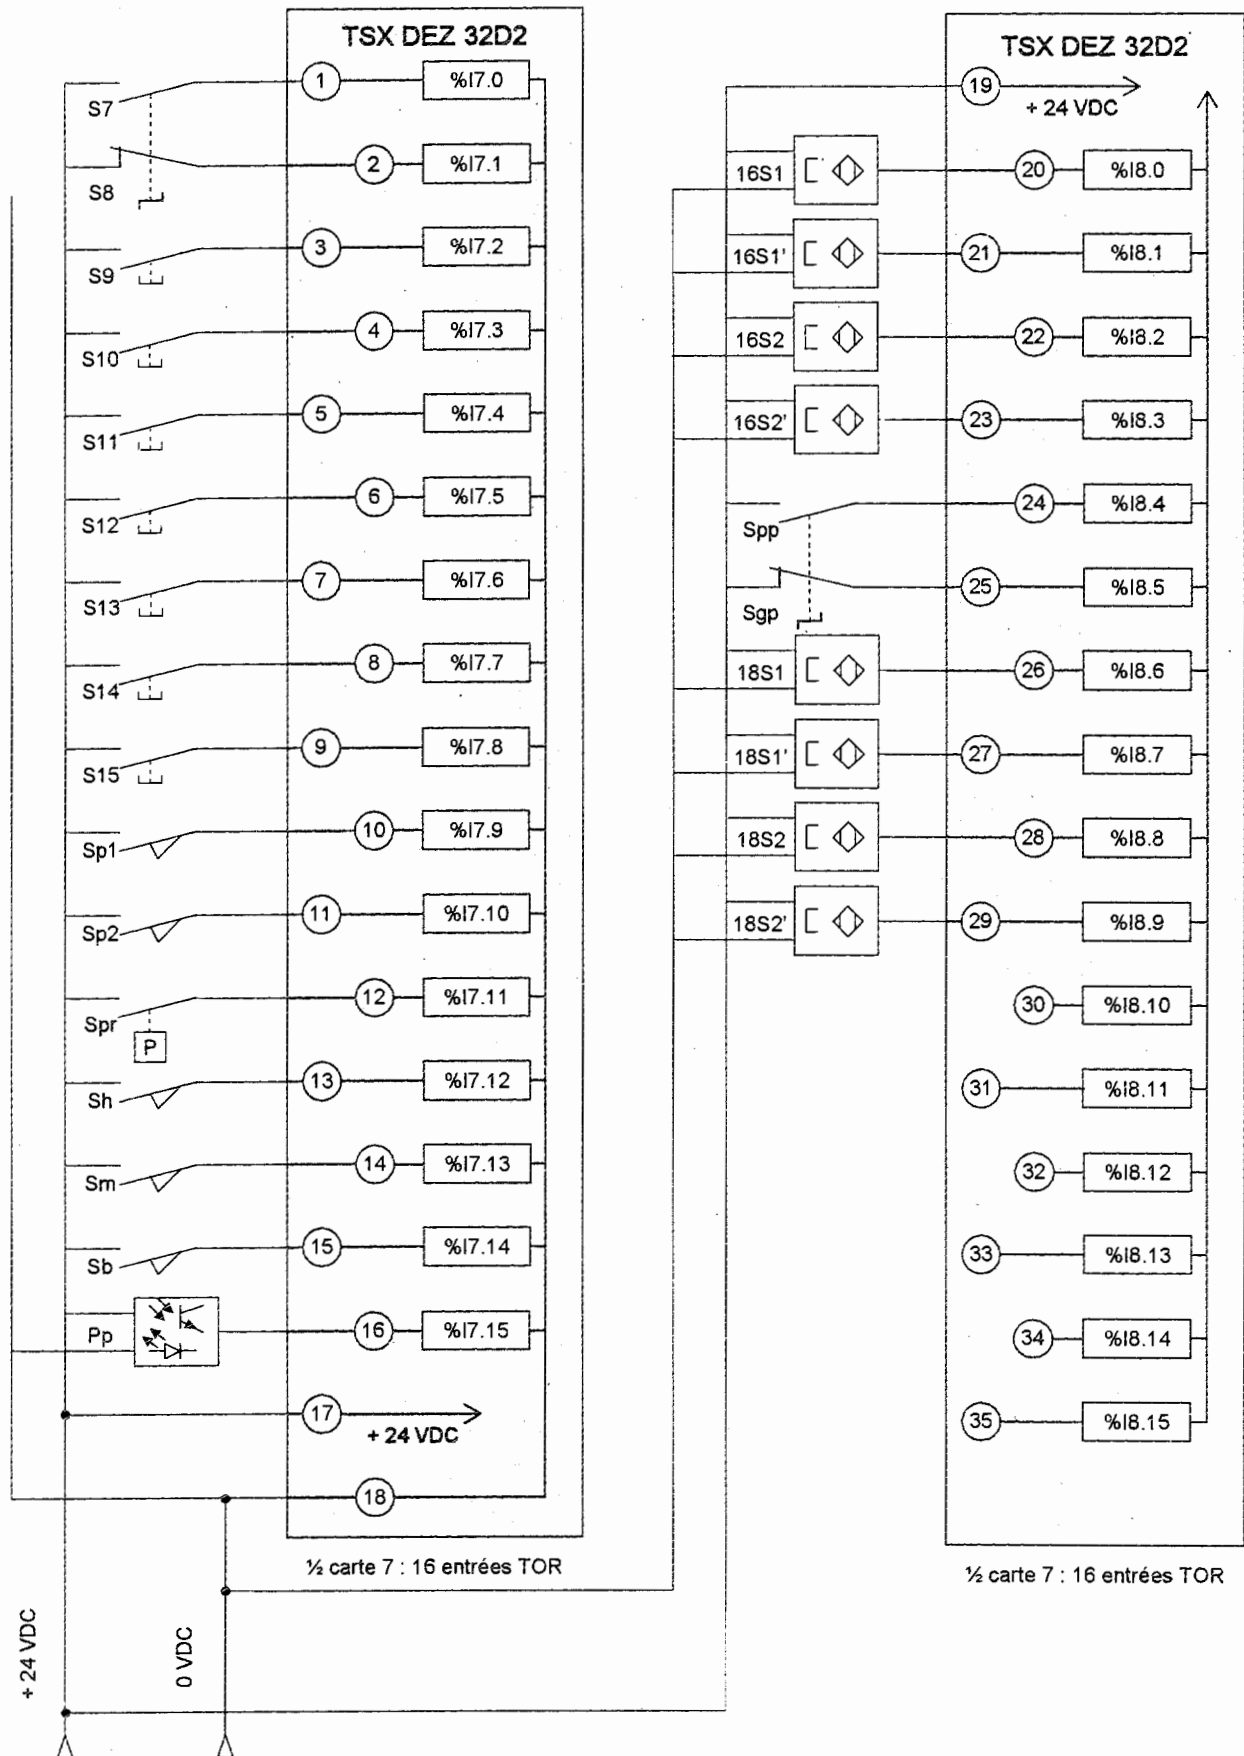 TSX DEZ 32D2
S7 1 %I7.0
S8 2 %I7.1
S9 3 %I7.2
S10 4 %I7.3
S11 5 %I7.4
S12 6 %I7.5
S13 7 %I7.6
S14 8 %I7.7
S15 9 %I7.8
Sp1 10 %I7.9
Sp2 11 %I7.10
Spr P 12 %I7.11
Sh 13 %I7.12
Sm 14 %I7.13
Sb 15 %I7.14
Pp 16 %I7.15
17 + 24 VDC
18
½ carte 7 : 16 entrées TOR
+ 24 VDC
0 VDC
TSX DEZ 32D2
19 + 24 VDC
16S1 20 %I8.0
16S1' 21 %I8.1
16S2 22 %I8.2
16S2' 23 %I8.3
Spp 24 %I8.4
Sgp 25 %I8.5
18S1 26 %I8.6
18S1' 27 %I8.7
18S2 28 %I8.8
18S2' 29 %I8.9
30 %I8.10
31 %I8.11
32 %I8.12
33 %I8.13
34 %I8.14
35 %I8.15
½ carte 7 : 16 entrées TOR